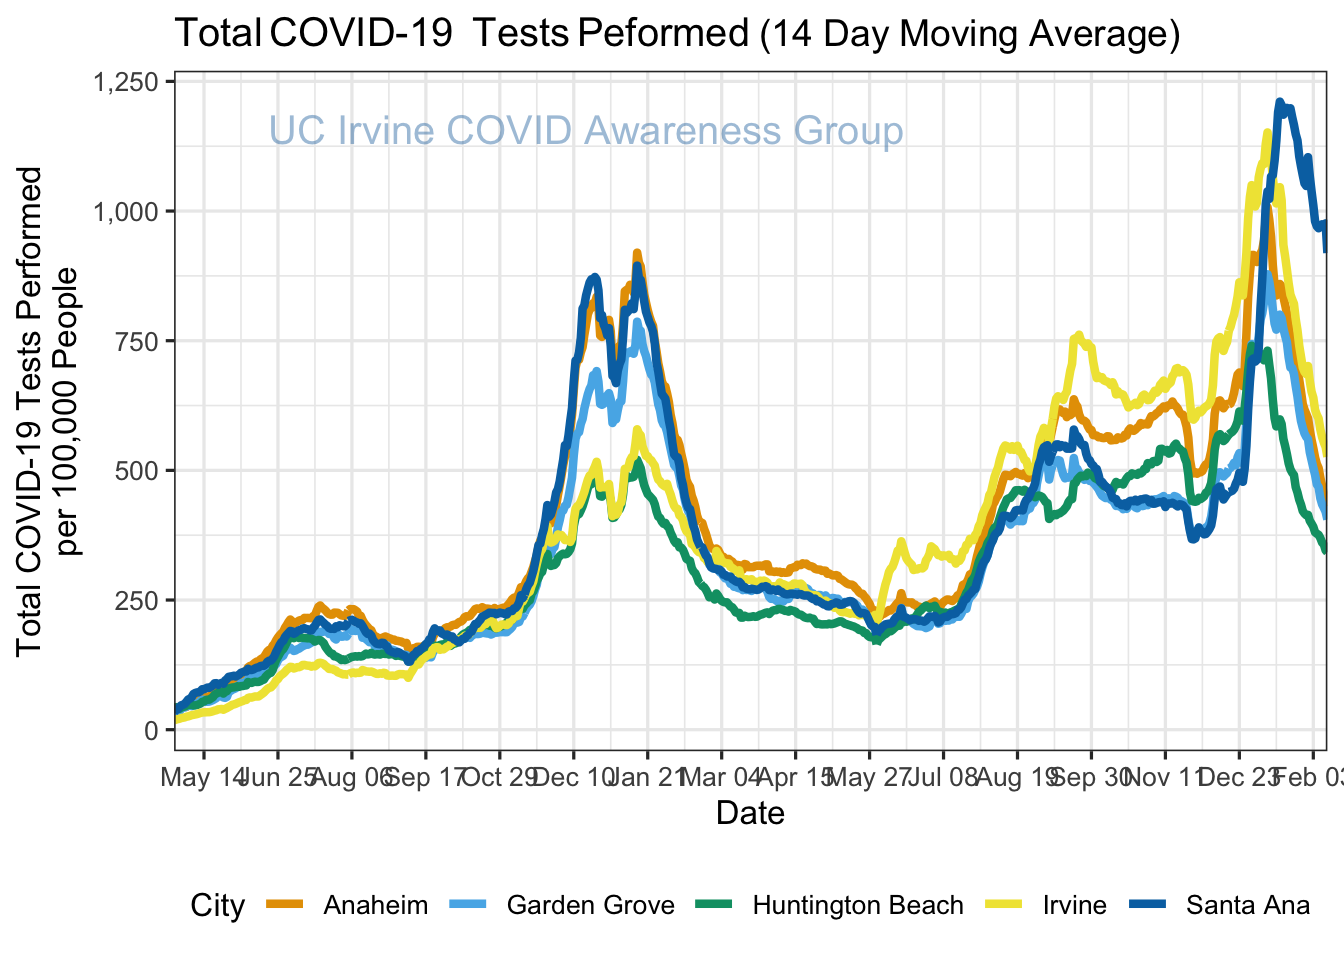 Total COVID-19  Tests Peformed (14 Day Moving Average)
UC Irvine COVID Awareness Group
Total COVID-19 Tests Performed
per 100,000 People
1,250
1,000
750
500
250
0
May 14 Jun 25 Aug 06 Sep 17 Oct 29 Dec 10 Jan 21 Mar 04 Apr 15 May 27 Jul 08 Aug 19 Sep 30 Nov 11 Dec 23 Feb 03
Date
City Anaheim Garden Grove Huntington Beach Irvine Santa Ana